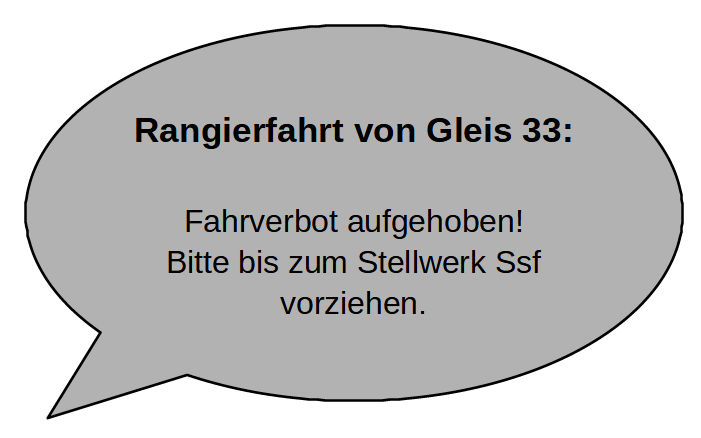 Rangierfahrt von Gleis 33:
Fahrverbot aufgehoben!
Bitte bis zum Stellwerk Ssf
vorziehen.